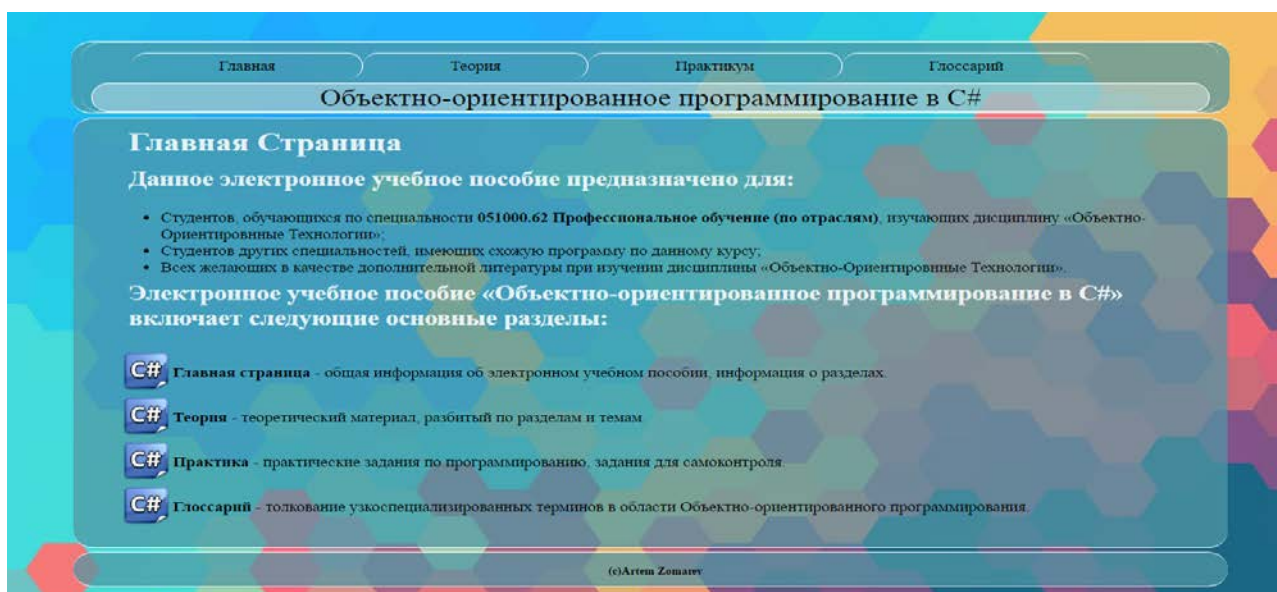 Главная Теория Практикум Глоссарий
Объектно-ориентированное программирование в C#
Главная Страница
Данное электронное учебное пособие предназначено для:
• Студентов, обучающихся по специальности 051000.62 Профессиональное обучение (по отраслям), изучающих дисциплину «Объектно-
Ориентировнные Технологии»;
• Студентов других специальностей, имеющих схожую программу по данному курсу;
• Всех желающих в качестве дополнительной литературы при изучении дисциплины «Объектно-Ориентировнные Технологии».
Электронное учебное пособие «Объектно-ориентированное программирование в C#»
включает следующие основные разделы:
C# Главная страница - общая информация об электронном учебном пособии, информация о разделах.
C# Теория - теоретический материал, разбитый по разделам и темам.
C# Практика - практические задания по программированию, задания для самоконтроля.
C# Глоссарий - толкование узкоспециализированных терминов в области Объектно-ориентированного программирования.
(c)Artem Zomarev